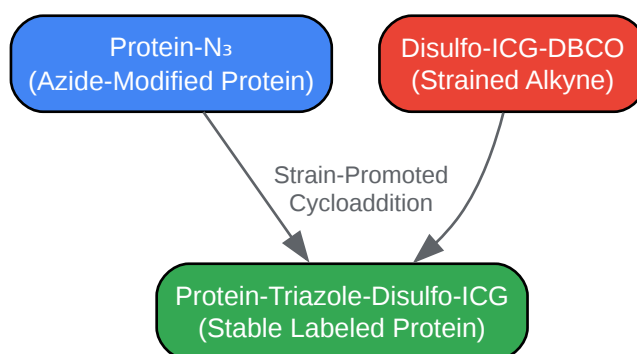 Protein-N₃
(Azide-Modified Protein)
Disulfo-ICG-DBCO
(Strained Alkyne)
Strain-Promoted
Cycloaddition
Protein-Triazole-Disulfo-ICG
(Stable Labeled Protein)